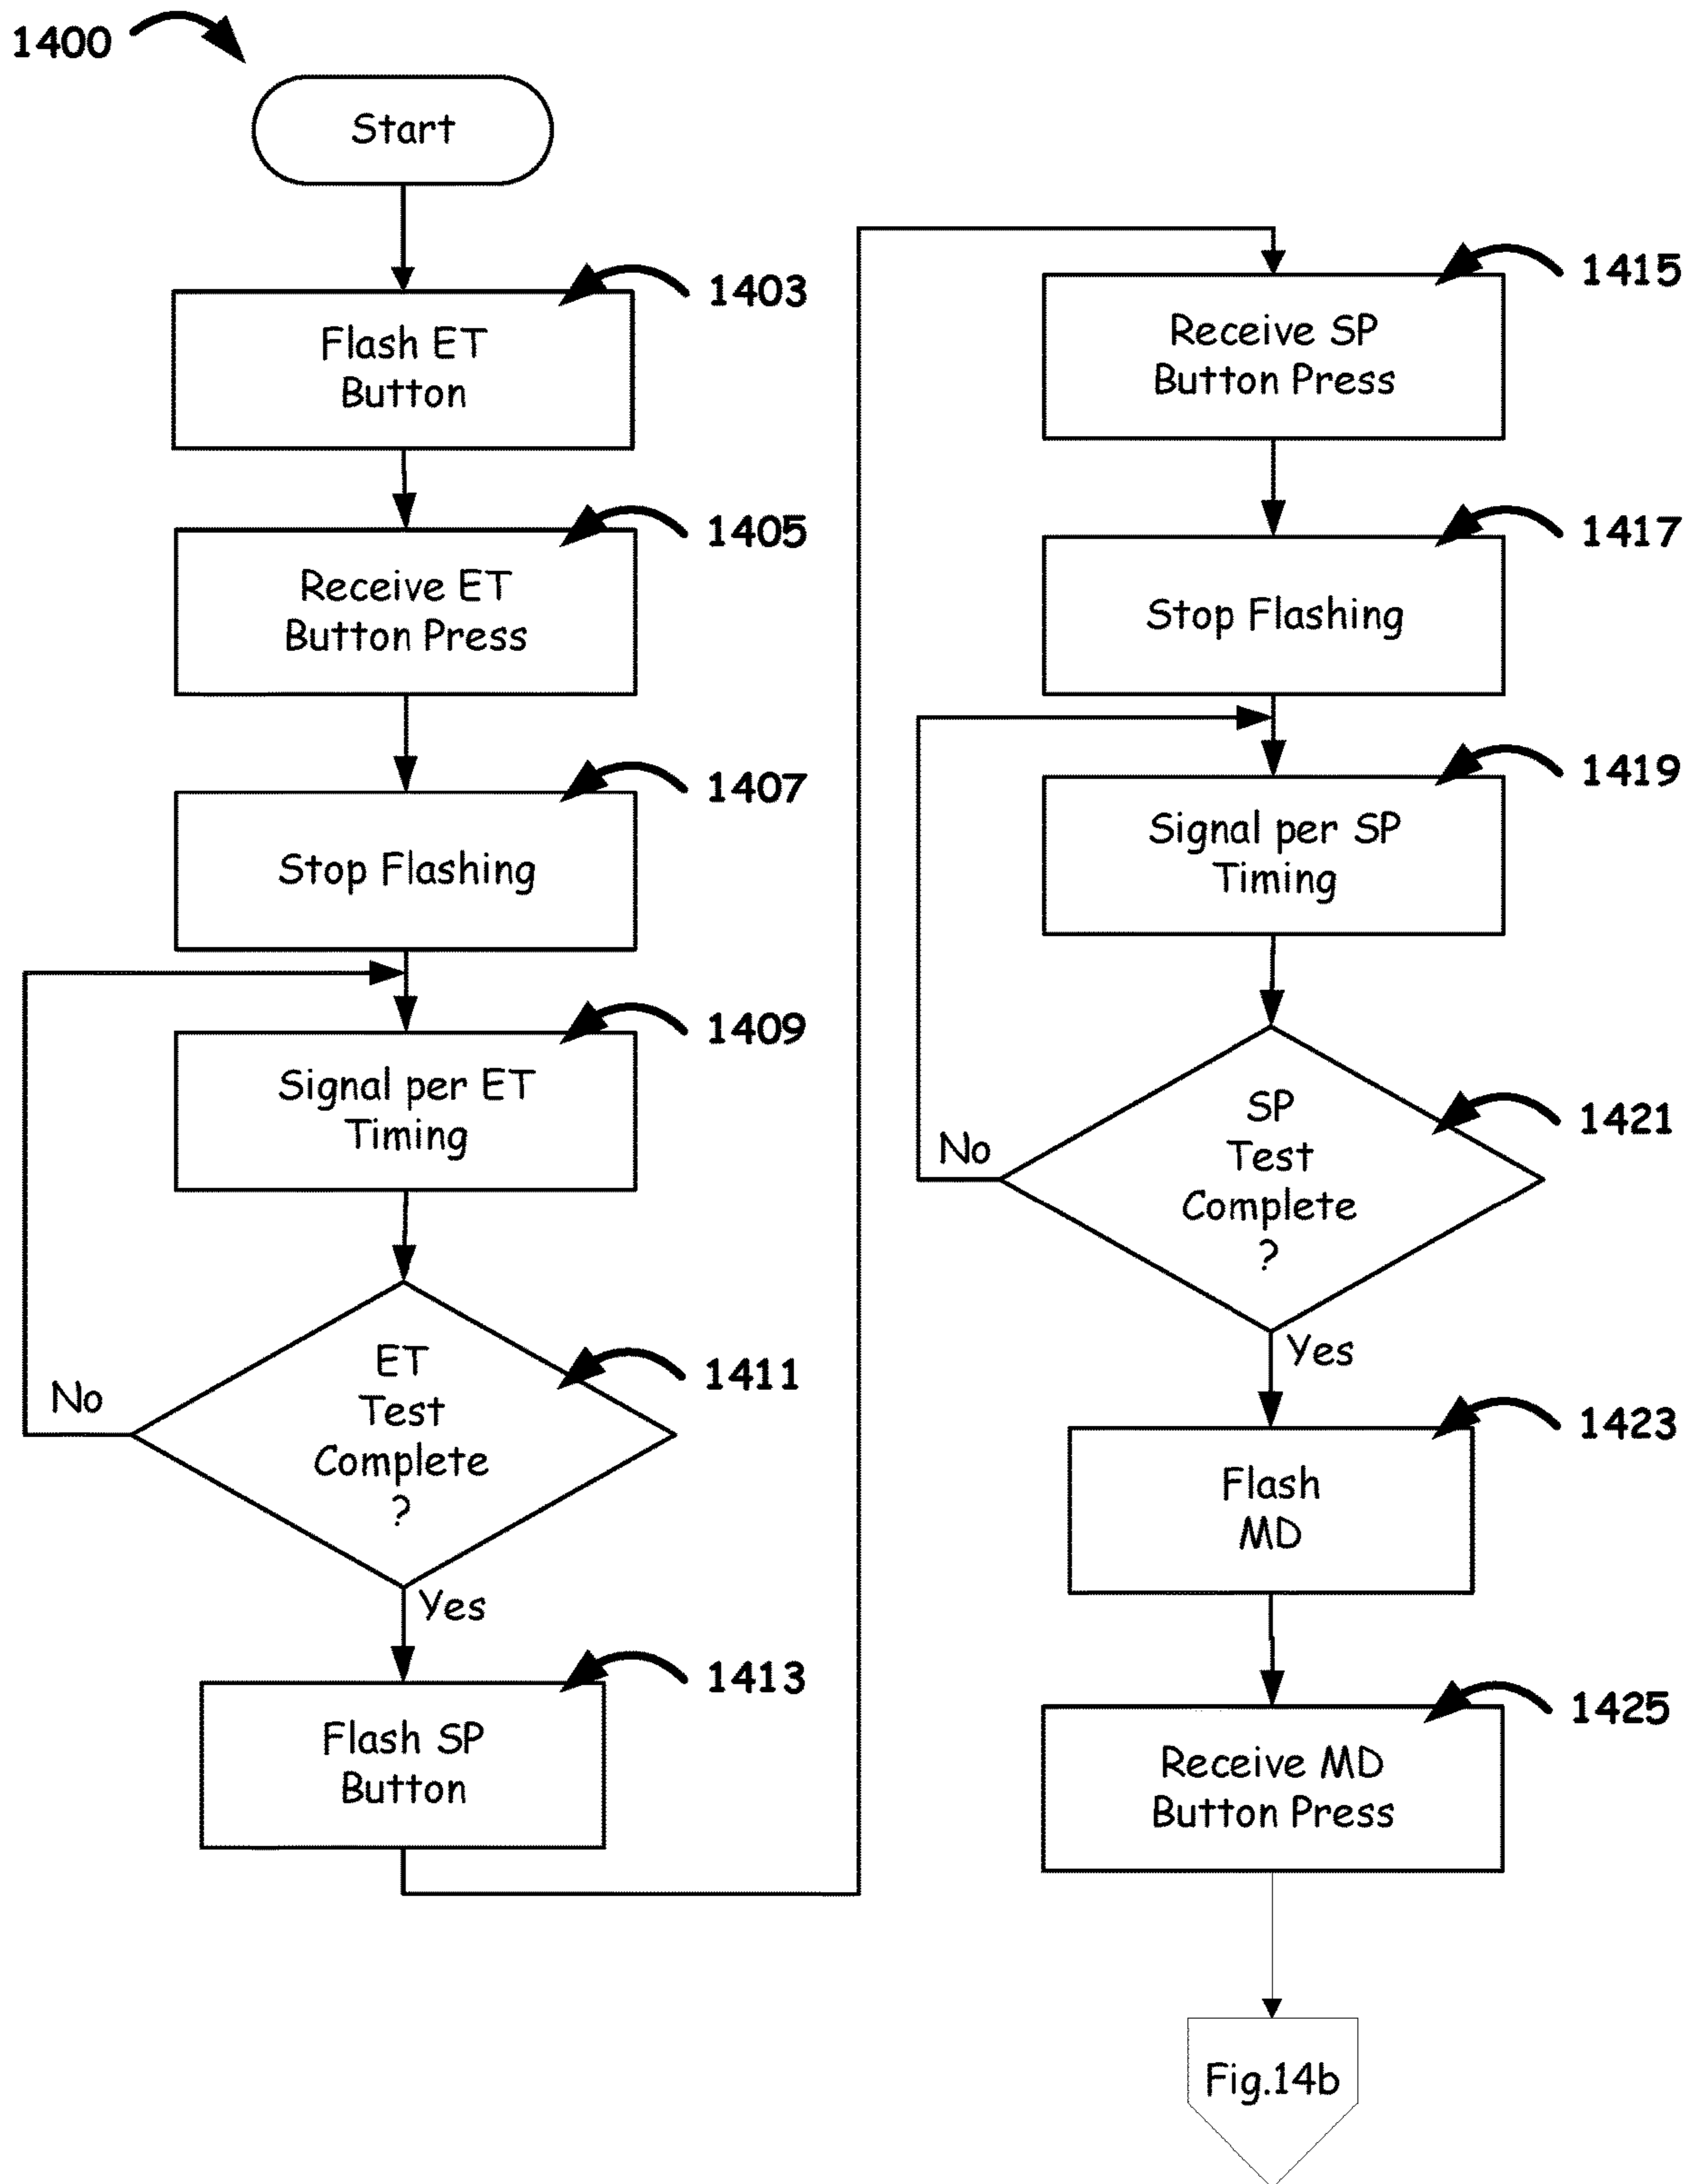 1400
Start
1403
Flash ET
Button
1405
Receive ET
Button Press
1407
Stop Flashing
1409
Signal per ET
Timing
1411
ET
Test
Complete
?
No
Yes
1413
Flash SP
Button
1415
Receive SP
Button Press
1417
Stop Flashing
1419
Signal per SP
Timing
1421
SP
Test
Complete
?
No
Yes
1423
Flash
MD
1425
Receive MD
Button Press
Fig.14b